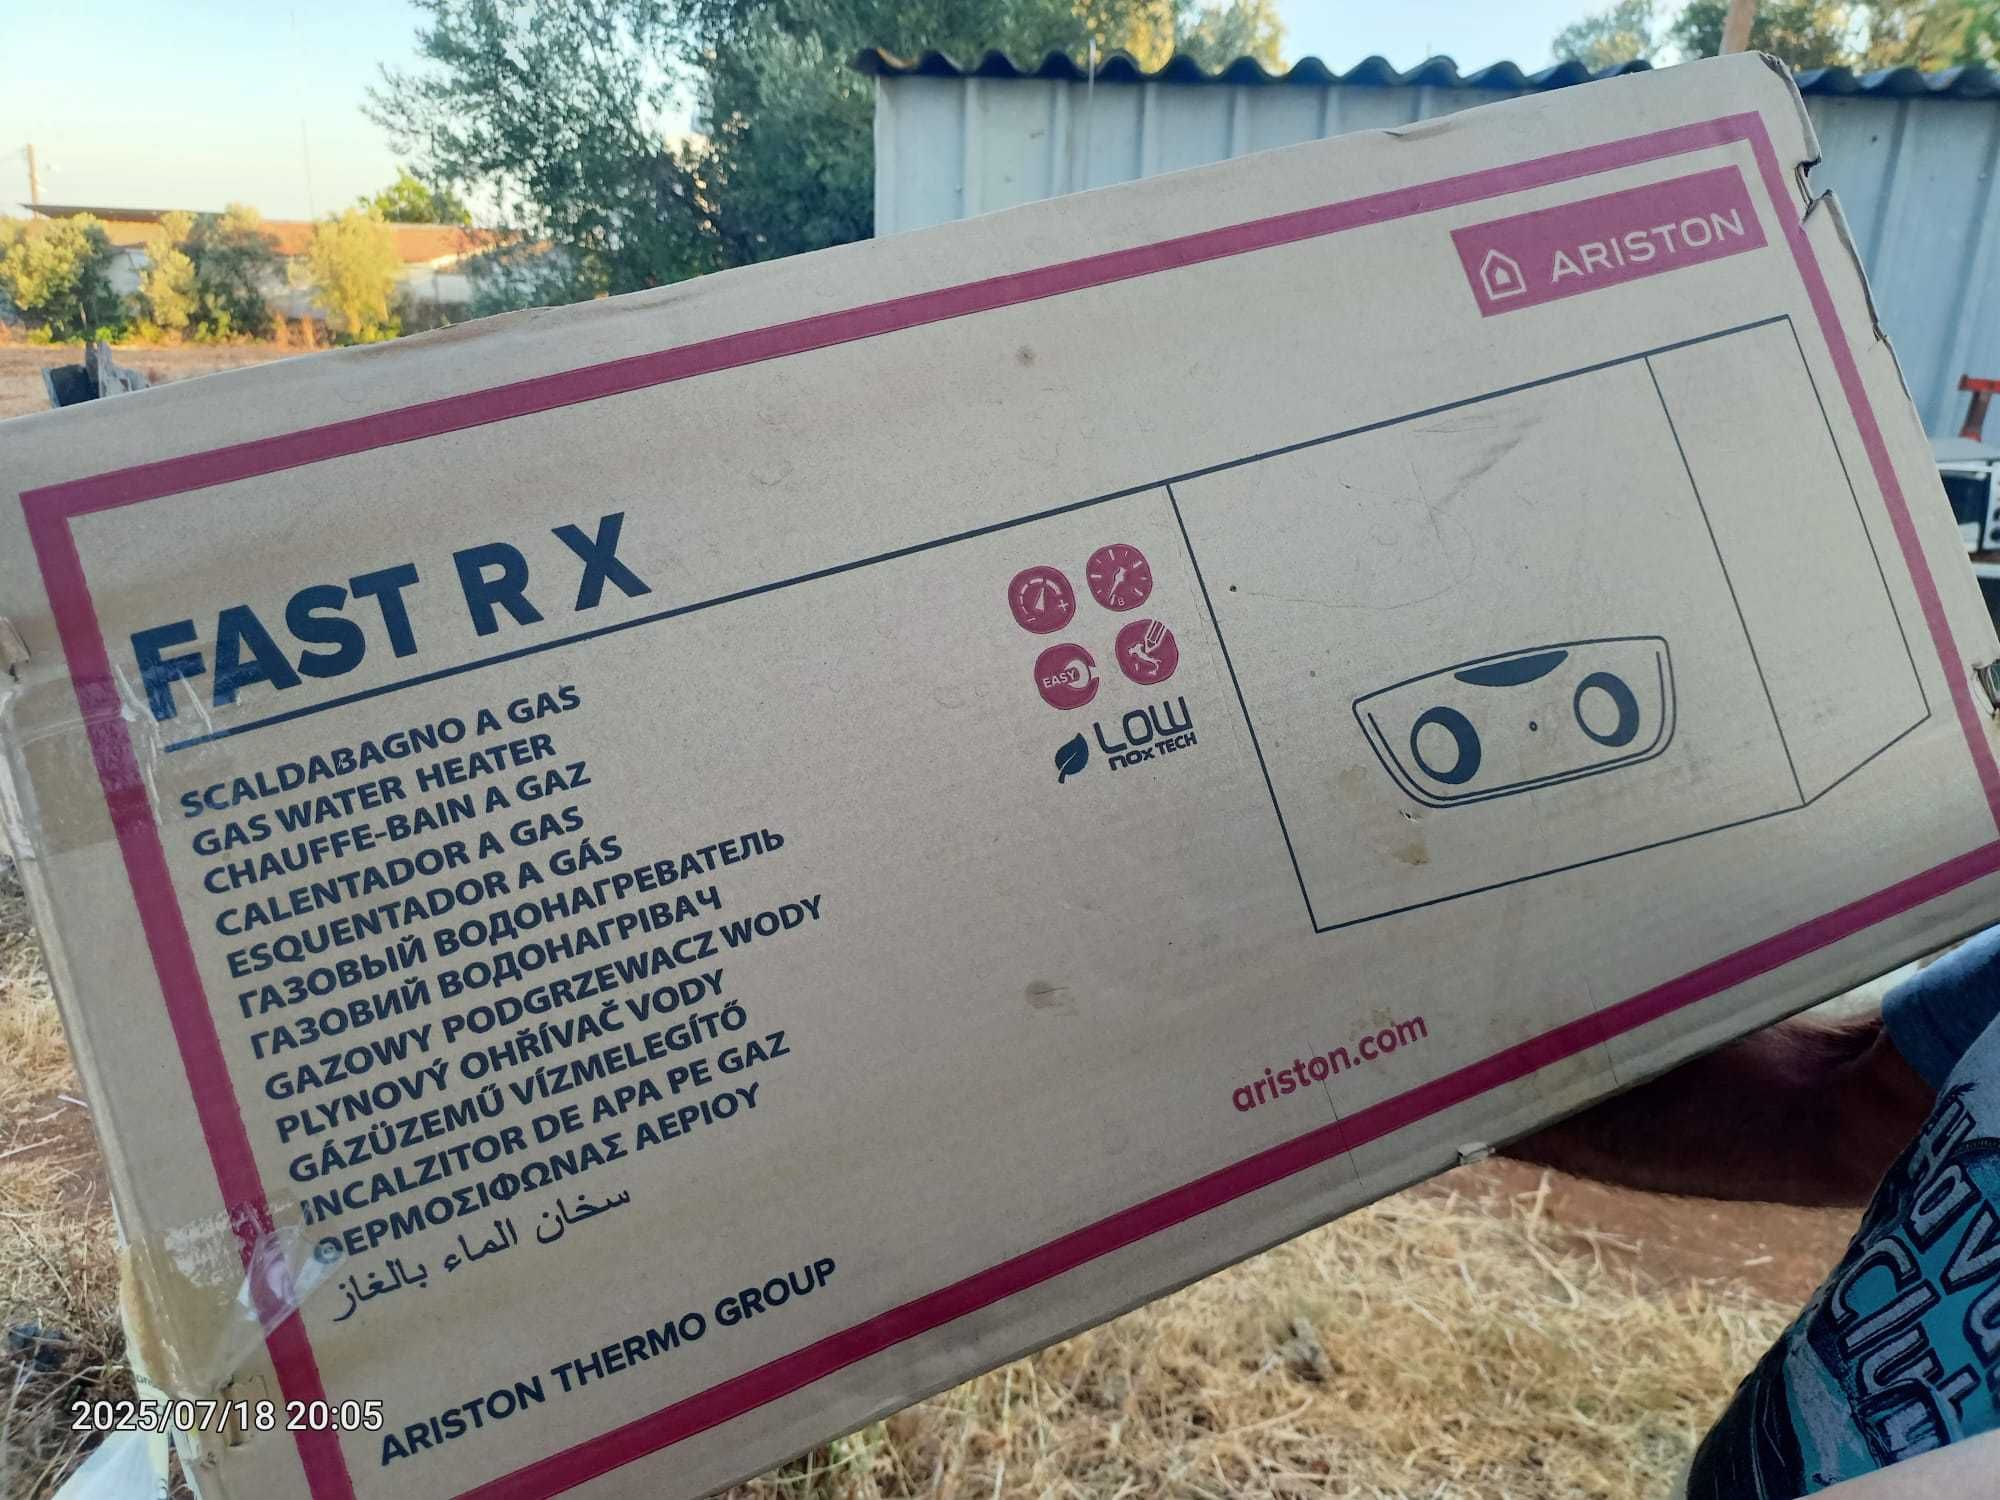 ARISTON
FAST R X
SCALDABAGNO A GAS
GAS WATER HEATER
CHAUFFE-BAIN A GAZ
CALENTADOR A GAS
ESQUENTADOR A GÁS
ГАЗОВЫЙ ВОДОНАГРЕВАТЕЛЬ
ГАЗОВИЙ ВОДОНАГРІВАЧ
GAZOWY PODGRZEWACZ WODY
PLYNOVÝ OHŘÍVAČ VODY
GÁZÜZEMŰ VÍZMELEGÍTŐ
INCALZITOR DE APA PE GAZ
ΘΕΡΜΟΣΙΦΩΝΑΣ ΑΕΡΙΟΥ
سخان الماء بالغاز
ARISTON THERMO GROUP
EASY
LOW
NOx TECH
ariston.com
Havana
Club
2025/07/18 20:05